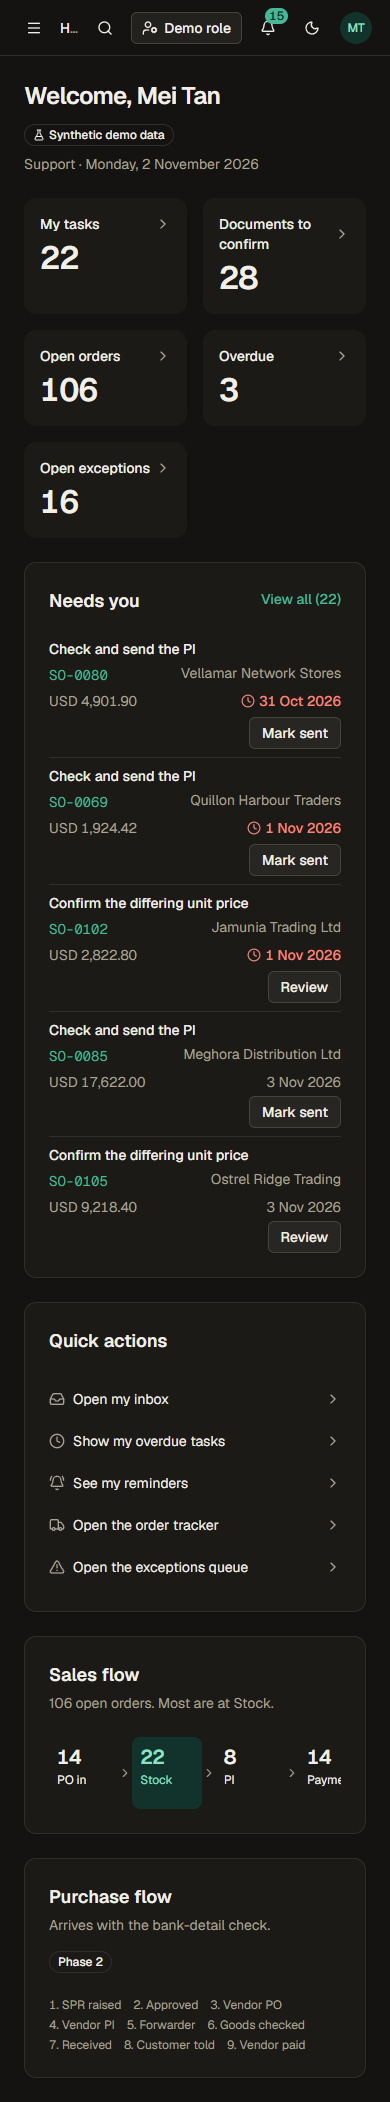 H...
Demo role
15
MT
Welcome, Mei Tan
Synthetic demo data
Support · Monday, 2 November 2026
My tasks
22
Documents to
confirm
28
Open orders
106
Overdue
3
Open exceptions
16
Needs you
View all (22)
Check and send the PI
SO-0080
Vellamar Network Stores
USD 4,901.90
31 Oct 2026
Mark sent
Check and send the PI
SO-0069
Quillon Harbour Traders
USD 1,924.42
1 Nov 2026
Mark sent
Confirm the differing unit price
SO-0102
Jamunia Trading Ltd
USD 2,822.80
1 Nov 2026
Review
Check and send the PI
SO-0085
Meghora Distribution Ltd
USD 17,622.00
3 Nov 2026
Mark sent
Confirm the differing unit price
SO-0105
Ostrel Ridge Trading
USD 9,218.40
3 Nov 2026
Review
Quick actions
Open my inbox
Show my overdue tasks
See my reminders
Open the order tracker
Open the exceptions queue
Sales flow
106 open orders. Most are at Stock.
14
PO in
22
Stock
8
PI
14
Payme
Purchase flow
Arrives with the bank-detail check.
Phase 2
1. SPR raised 2. Approved 3. Vendor PO
4. Vendor PI 5. Forwarder 6. Goods checked
7. Received 8. Customer told 9. Vendor paid